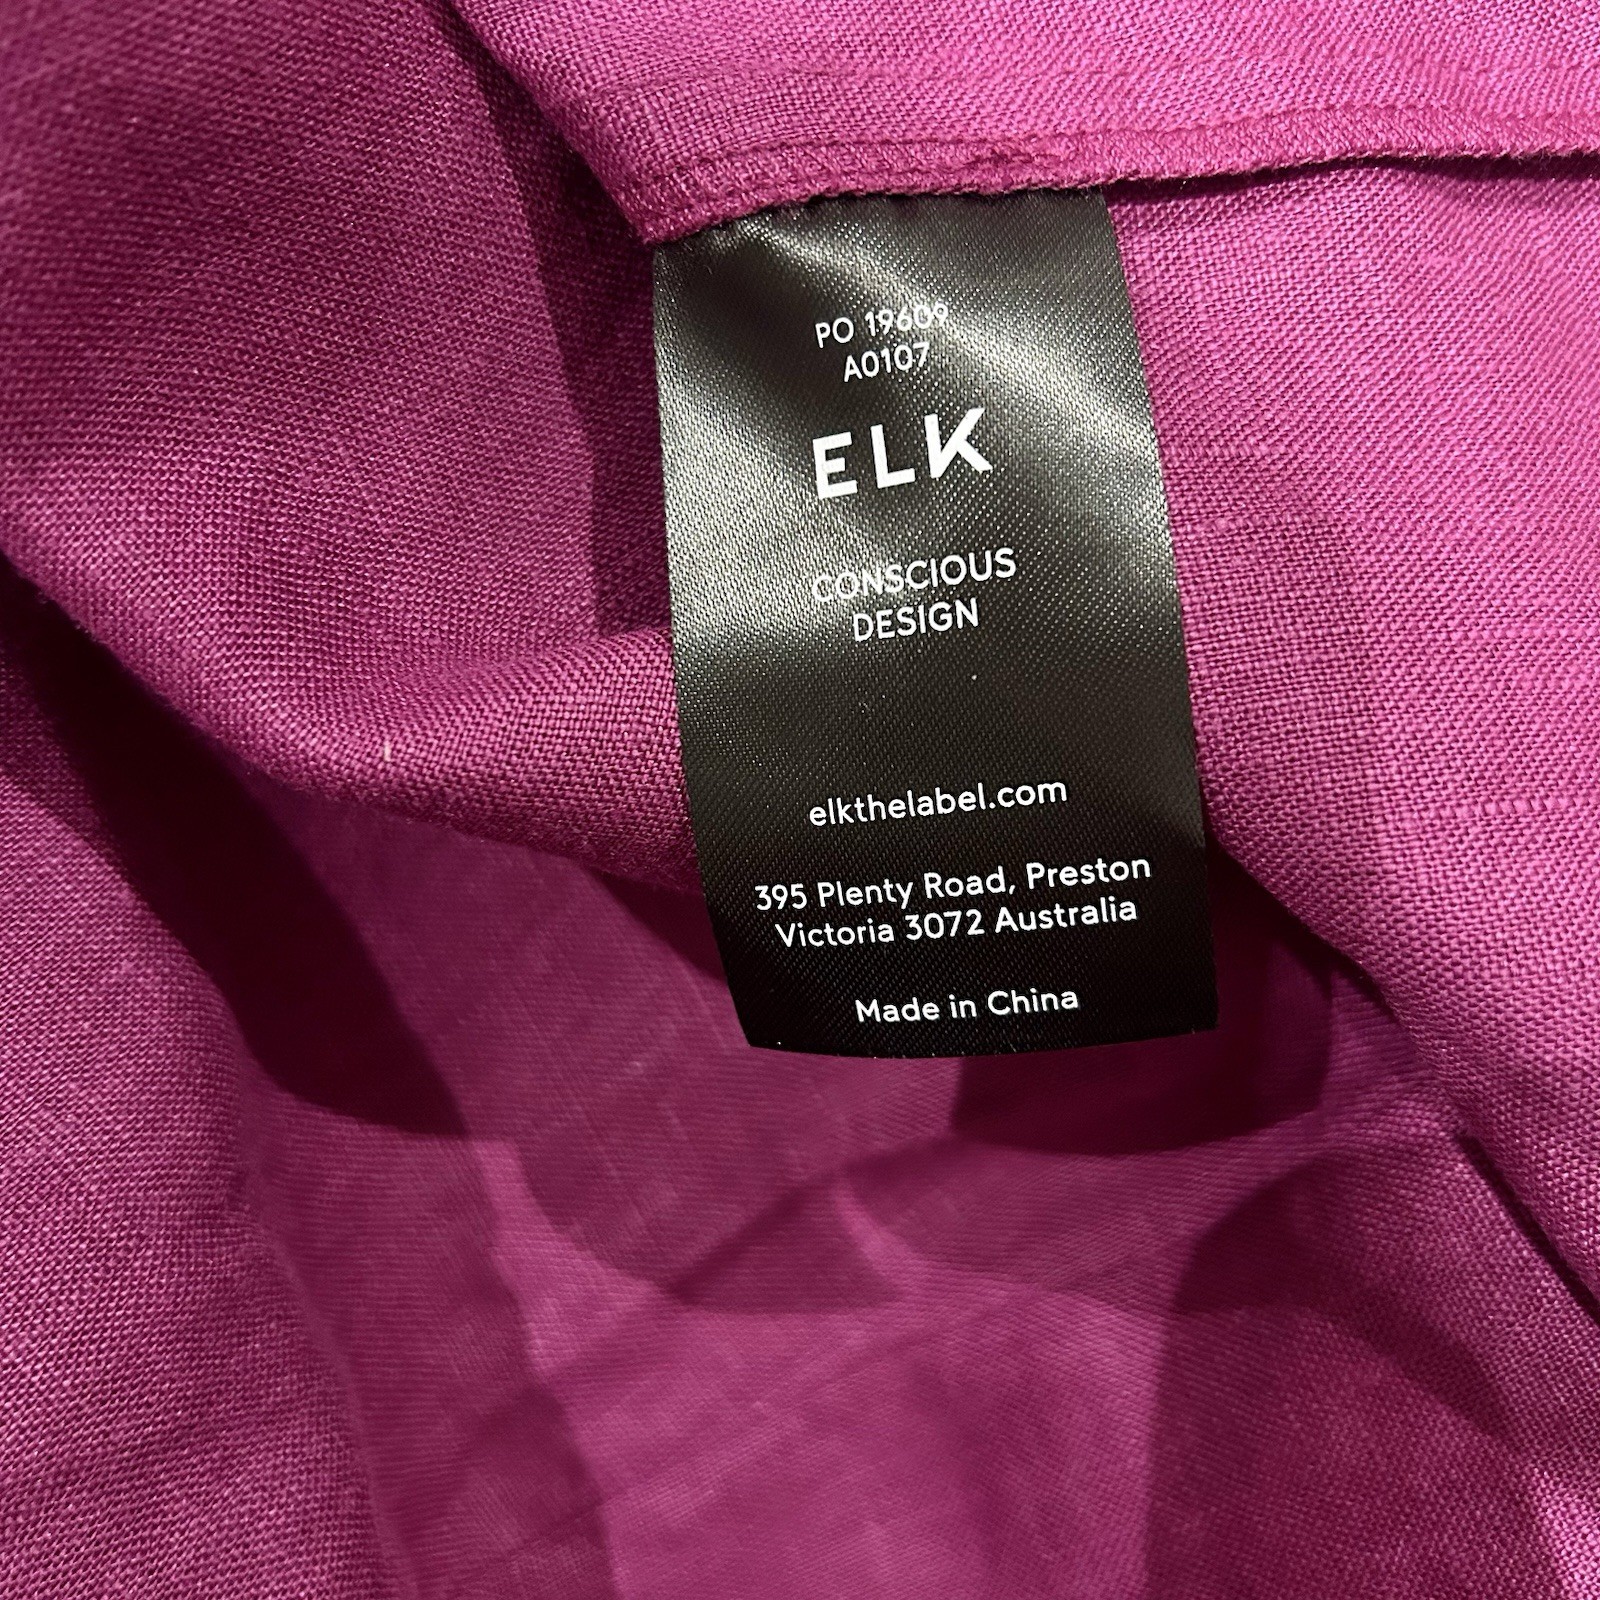 PO 19609
A0107
ELK
CONSCIOUS
DESIGN
elkthelabel.com
395 Plenty Road, Preston
Victoria 3072 Australia
Made in China